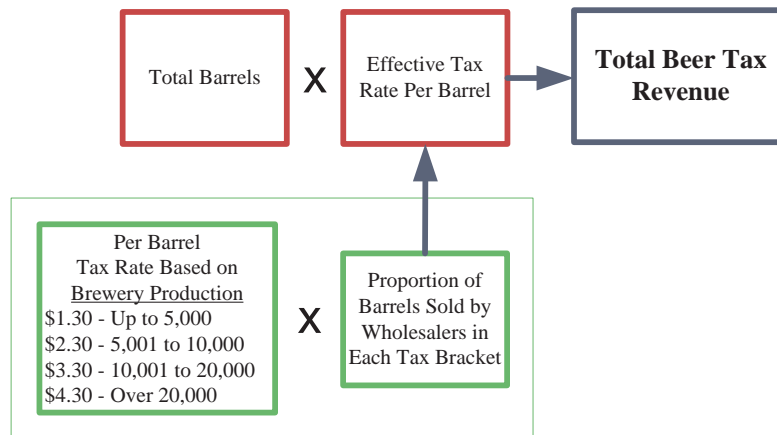 Total Barrels
X
Effective Tax
Rate Per Barrel
Total Beer Tax
Revenue
Per Barrel
Tax Rate Based on
Brewery Production
$1.30 - Up to 5,000
$2.30 - 5,001 to 10,000
$3.30 - 10,001 to 20,000
$4.30 - Over 20,000
X
Proportion of
Barrels Sold by
Wholesalers in
Each Tax Bracket